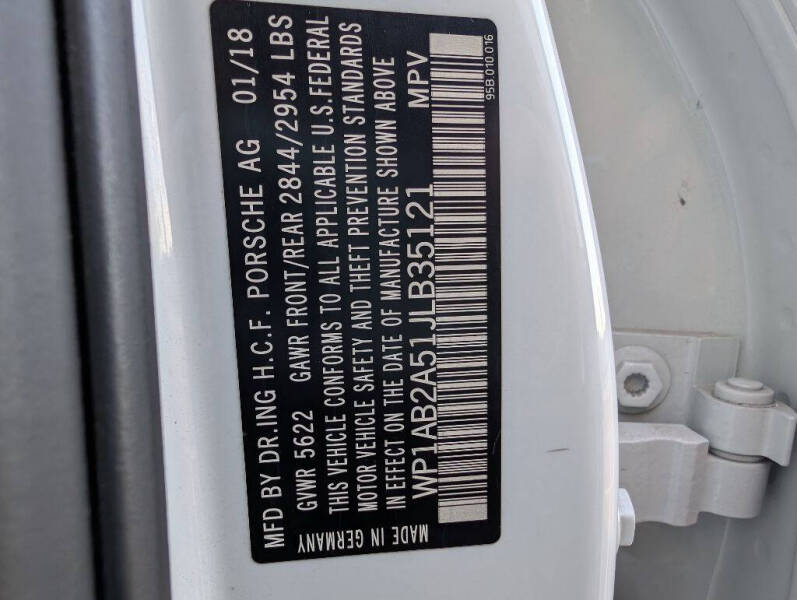 MFD BY DR.ING H.C.F. PORSCHE AG 01/18
GVWR 5622 GAWR FRONT/REAR 2844/2954 LBS
THIS VEHICLE CONFORMS TO ALL APPLICABLE U.S.FEDERAL
MOTOR VEHICLE SAFETY AND THEFT PREVENTION STANDARDS
IN EFFECT ON THE DATE OF MANUFACTURE SHOWN ABOVE
WP1AB2A51JLB35121 MPV
MADE IN GERMANY
95B.010.016